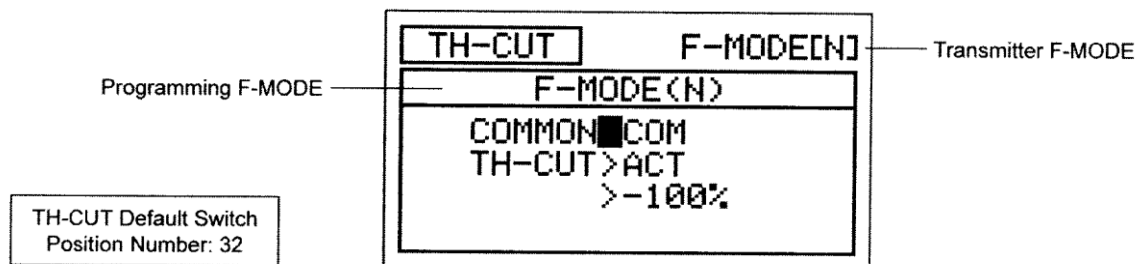 TH-CUT F-MODE[N]
Transmitter F-MODE
Programming F-MODE
F-MODE(N)
COMMON COM
TH-CUT>ACT
>-100%
TH-CUT Default Switch
Position Number: 32